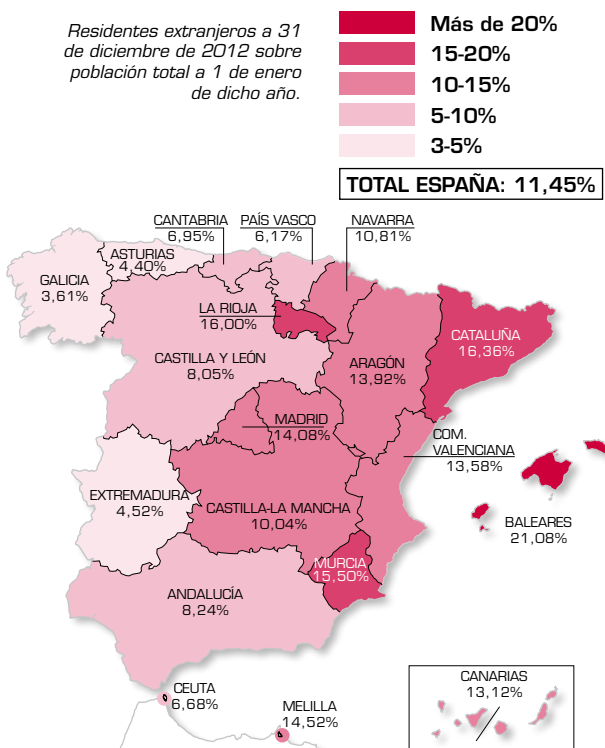 Residentes extranjeros a 31
de diciembre de 2012 sobre
población total a 1 de enero
de dicho año.
Más de 20%
15-20%
10-15%
5-10%
3-5%
TOTAL ESPAÑA: 11,45%
CANTABRIA
6,95%
PAÍS VASCO
6,17%
NAVARRA
10,81%
ASTURIAS
4,40%
GALICIA
3,61%
LA RIOJA
16,00%
CATALUÑA
16,36%
CASTILLA Y LEÓN
8,05%
ARAGÓN
13,92%
MADRID
14,08%
COM.
VALENCIANA
13,58%
EXTREMADURA
4,52%
CASTILLA-LA MANCHA
10,04%
BALEARES
21,08%
MURCIA
15,50%
ANDALUCÍA
8,24%
CEUTA
6,68%
MELILLA
14,52%
CANARIAS
13,12%